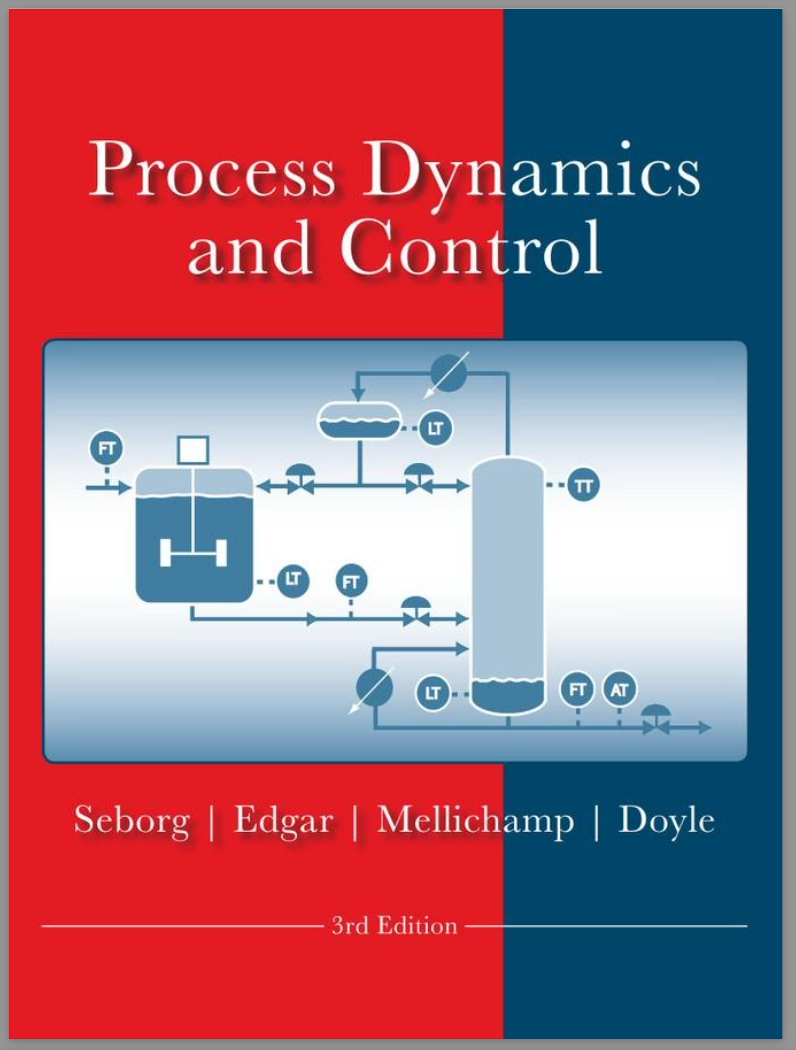 Process Dynamics
and Control
LT
FT
TT
LT
FT
LT
FT
AT
Seborg | Edgar | Mellichamp | Doyle
3rd Edition